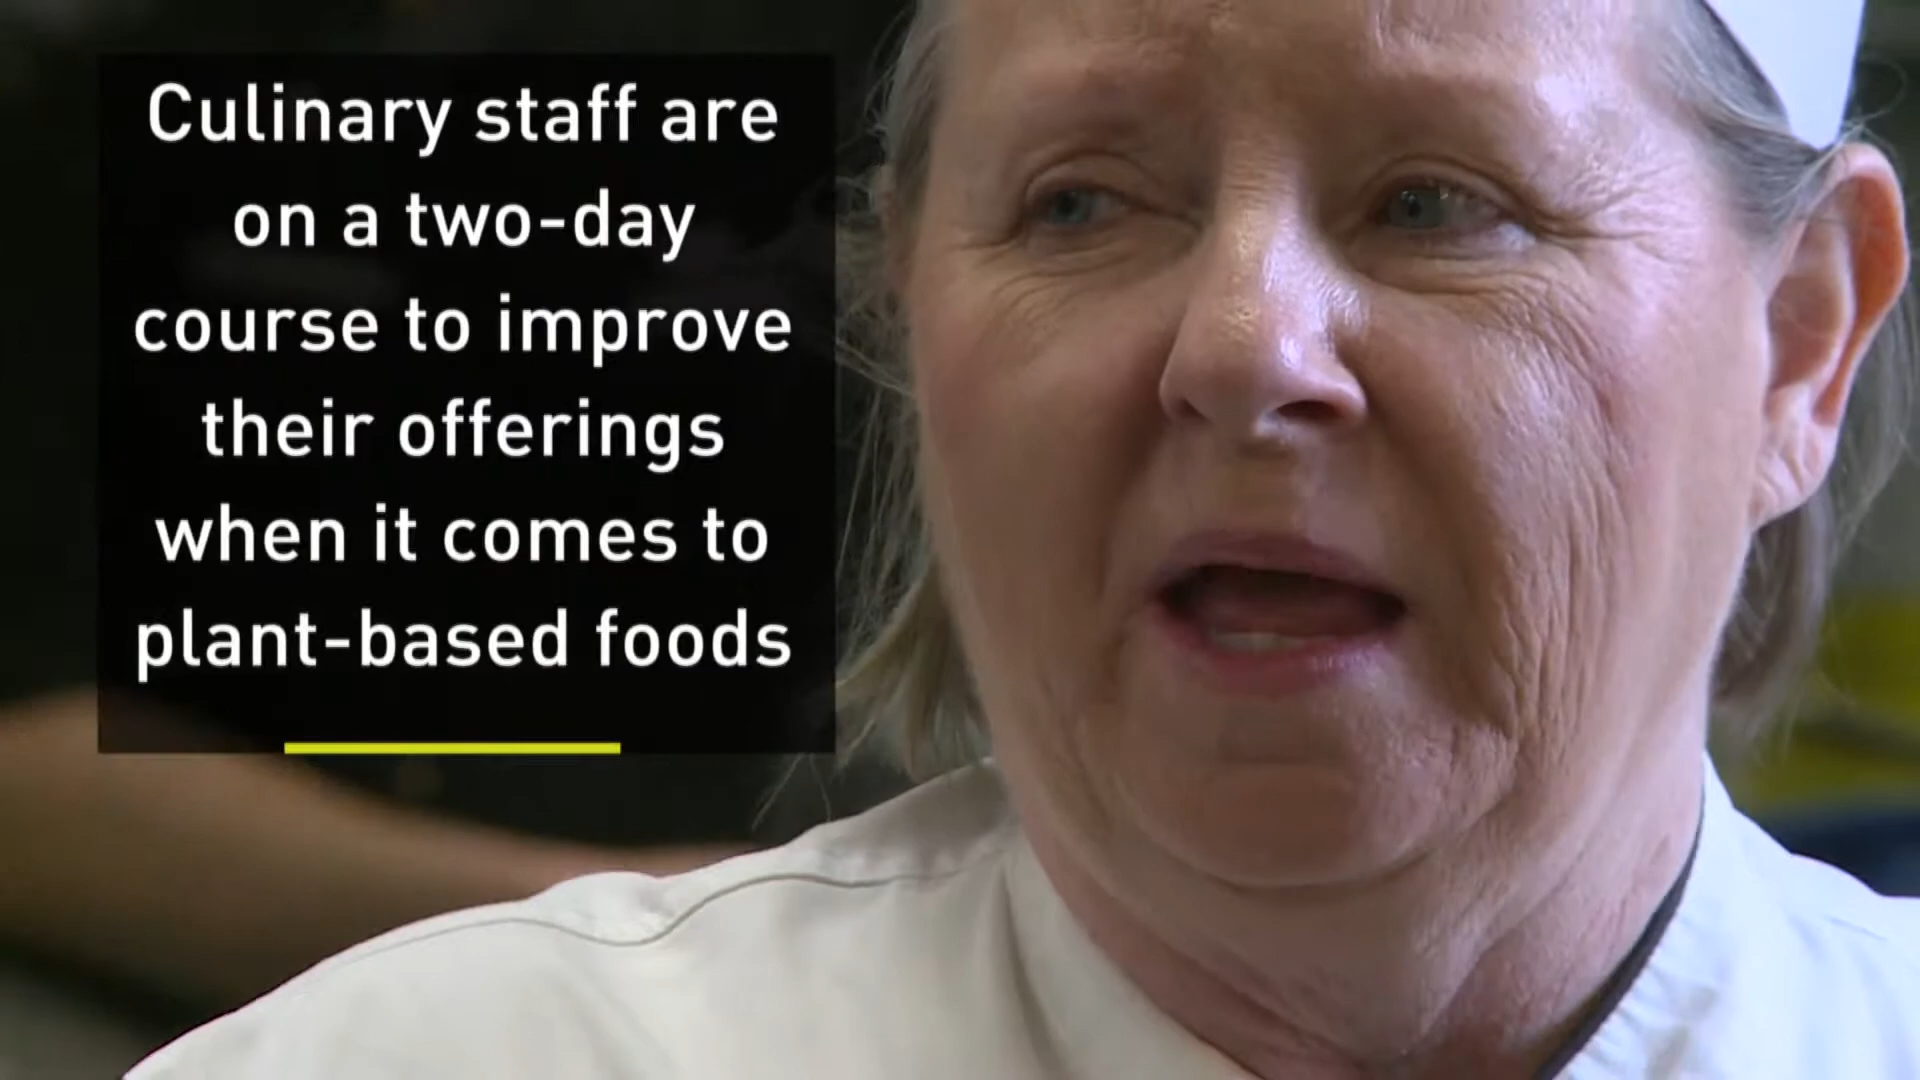 Culinary staff are
on a two-day
course to improve
their offerings
when it comes to
plant-based foods